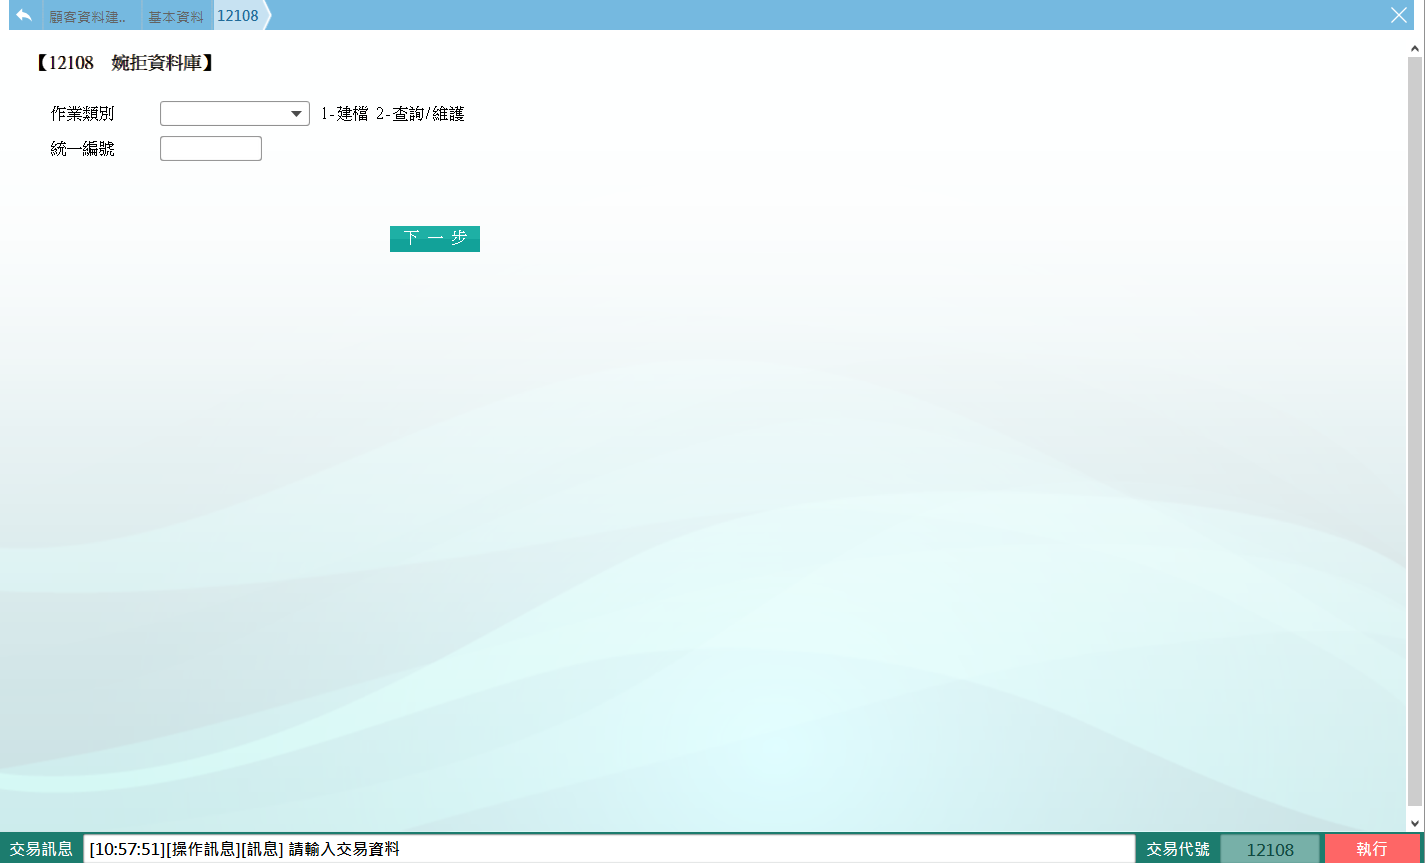 顧客資料建.. 基本資料 12108
【12108 婉拒資料庫】
作業類別 1-建檔 2-查詢/維護
統一編號
下一步
交易訊息 [10:57:51][操作訊息][訊息] 請輸入交易資料 交易代號 12108 執行